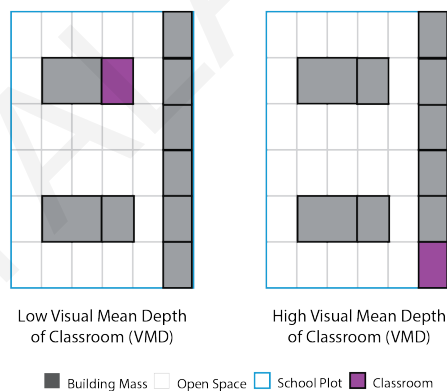 Low Visual Mean Depth
of Classroom (VMD)
High Visual Mean Depth
of Classroom (VMD)
Building Mass
Open Space
School Plot
Classroom